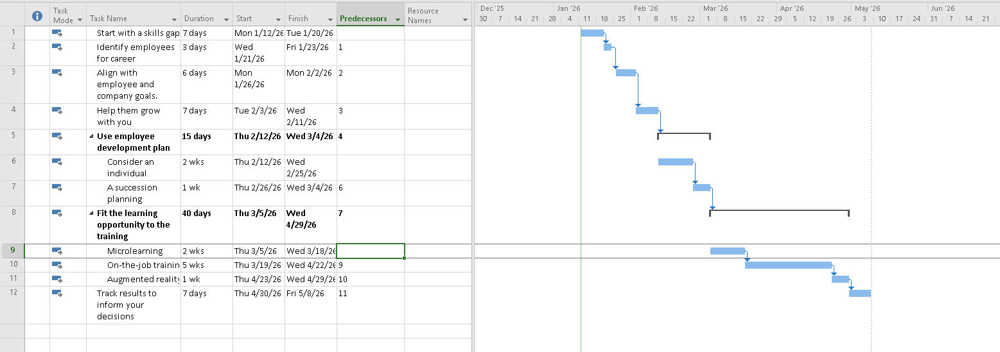 Task Mode Task Name Duration Start Finish Predecessors Resource Names
Dec '25 Jan '26 Feb '26 Mar '26 Apr '26 May '26 Jun '26
30 7 14 21 28 4 11 18 25 1 8 15 22 1 8 15 22 29 5 12 19 26 3 10 17 24 31 7 14 21
1 Start with a skills gap 7 days Mon 1/12/26 Tue 1/20/26
2 Identify employees for career 3 days Wed 1/21/26 Fri 1/23/26 1
3 Align with employee and company goals. 6 days Mon 1/26/26 Mon 2/2/26 2
4 Help them grow with you 7 days Tue 2/3/26 Wed 2/11/26 3
5 Use employee development plan 15 days Thu 2/12/26 Wed 3/4/26 4
6 Consider an individual 2 wks Thu 2/12/26 Wed 2/25/26
7 A succession planning 1 wk Thu 2/26/26 Wed 3/4/26 6
8 Fit the learning opportunity to the training 40 days Thu 3/5/26 Wed 4/29/26 7
9 Microlearning 2 wks Thu 3/5/26 Wed 3/18/26
10 On-the-job trainin 5 wks Thu 3/19/26 Wed 4/22/26 9
11 Augmented reality 1 wk Thu 4/23/26 Wed 4/29/26 10
12 Track results to inform your decisions 7 days Thu 4/30/26 Fri 5/8/26 11